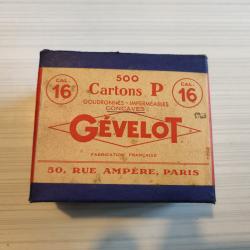 500
CAL. 16 Cartons P CAL. 16
GOUDRONNÉS - IMPERMÉABLES
CONCAVES
GÉVELOT
FABRICATION FRANÇAISE
50, RUE AMPÈRE, PARIS